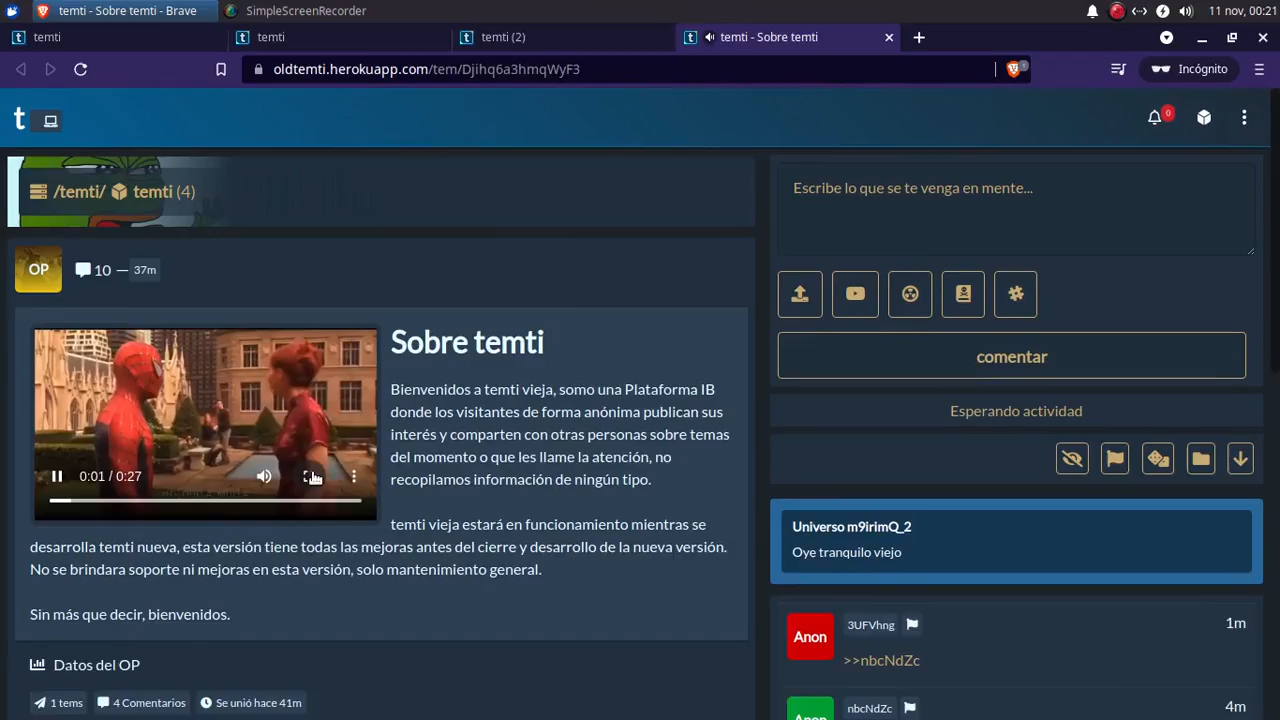 temti - Sobre temti - Brave
SimpleScreenRecorder
11 nov, 00:21
temti
temti
temti (2)
temti - Sobre temti
oldtemti.herokuapp.com/tem/Djihq6a3hmqWyF3
1
Incógnito
t
0
/temti/ temti (4)
OP
10 — 37m
0:01 / 0:27
Sobre temti
Bienvenidos a temti vieja, somo una Plataforma IB
donde los visitantes de forma anónima publican sus
interés y comparten con otras personas sobre temas
del momento o que les llame la atención, no
recopilamos información de ningún tipo.
temti vieja estará en funcionamiento mientras se
desarrolla temti nueva, esta versión tiene todas las mejoras antes del cierre y desarrollo de la nueva versión.
No se brindara soporte ni mejoras en esta versión, solo mantenimiento general.
Sin más que decir, bienvenidos.
Datos del OP
1 tems
4 Comentarios
Se unió hace 41m
Escribe lo que se te venga en mente...
comentar
Esperando actividad
Universo m9irimQ_2
Oye tranquilo viejo
Anon
3UFVhng
1m
>>nbcNdZc
Anon
nbcNdZc
4m